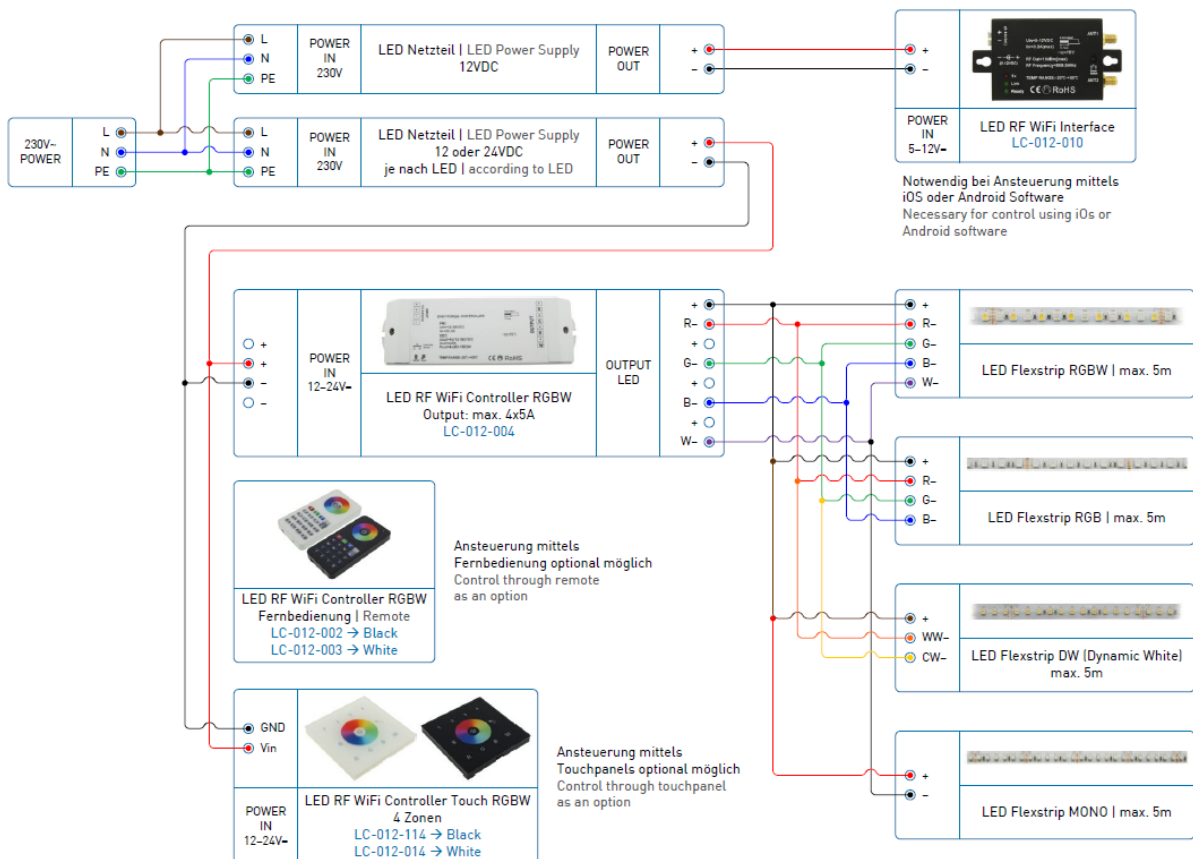 230V~
POWER
L
N
PE
L
N
PE
POWER
IN
230V
LED Netzteil | LED Power Supply
12VDC
POWER
OUT
+
–
L
N
PE
POWER
IN
230V
LED Netzteil | LED Power Supply
12 oder 24VDC
je nach LED | according to LED
POWER
OUT
+
–
+
–
ANT1
ANT2
CE RoHS
POWER
IN
5–12V=
LED RF WiFi Interface
LC-012-010
Notwendig bei Ansteuerung mittels
iOS oder Android Software
Necessary for control using iOs or
Android software
+
+
–
–
POWER
IN
12–24V=
LED RF WiFi Controller RGBW
Output: max. 4x5A
LC-012-004
OUTPUT
LED
+
R–
+
G–
+
B–
+
W–
+
R–
G–
B–
W–
LED Flexstrip RGBW | max. 5m
+
R–
G–
B–
LED Flexstrip RGB | max. 5m
LED RF WiFi Controller RGBW
Fernbedienung | Remote
LC-012-002 → Black
LC-012-003 → White
Ansteuerung mittels
Fernbedienung optional möglich
Control through remote
as an option
+
WW–
CW–
LED Flexstrip DW (Dynamic White)
max. 5m
GND
Vin
POWER
IN
12–24V=
LED RF WiFi Controller Touch RGBW
4 Zonen
LC-012-114 → Black
LC-012-014 → White
Ansteuerung mittels
Touchpanels optional möglich
Control through touchpanel
as an option
+
–
LED Flexstrip MONO | max. 5m